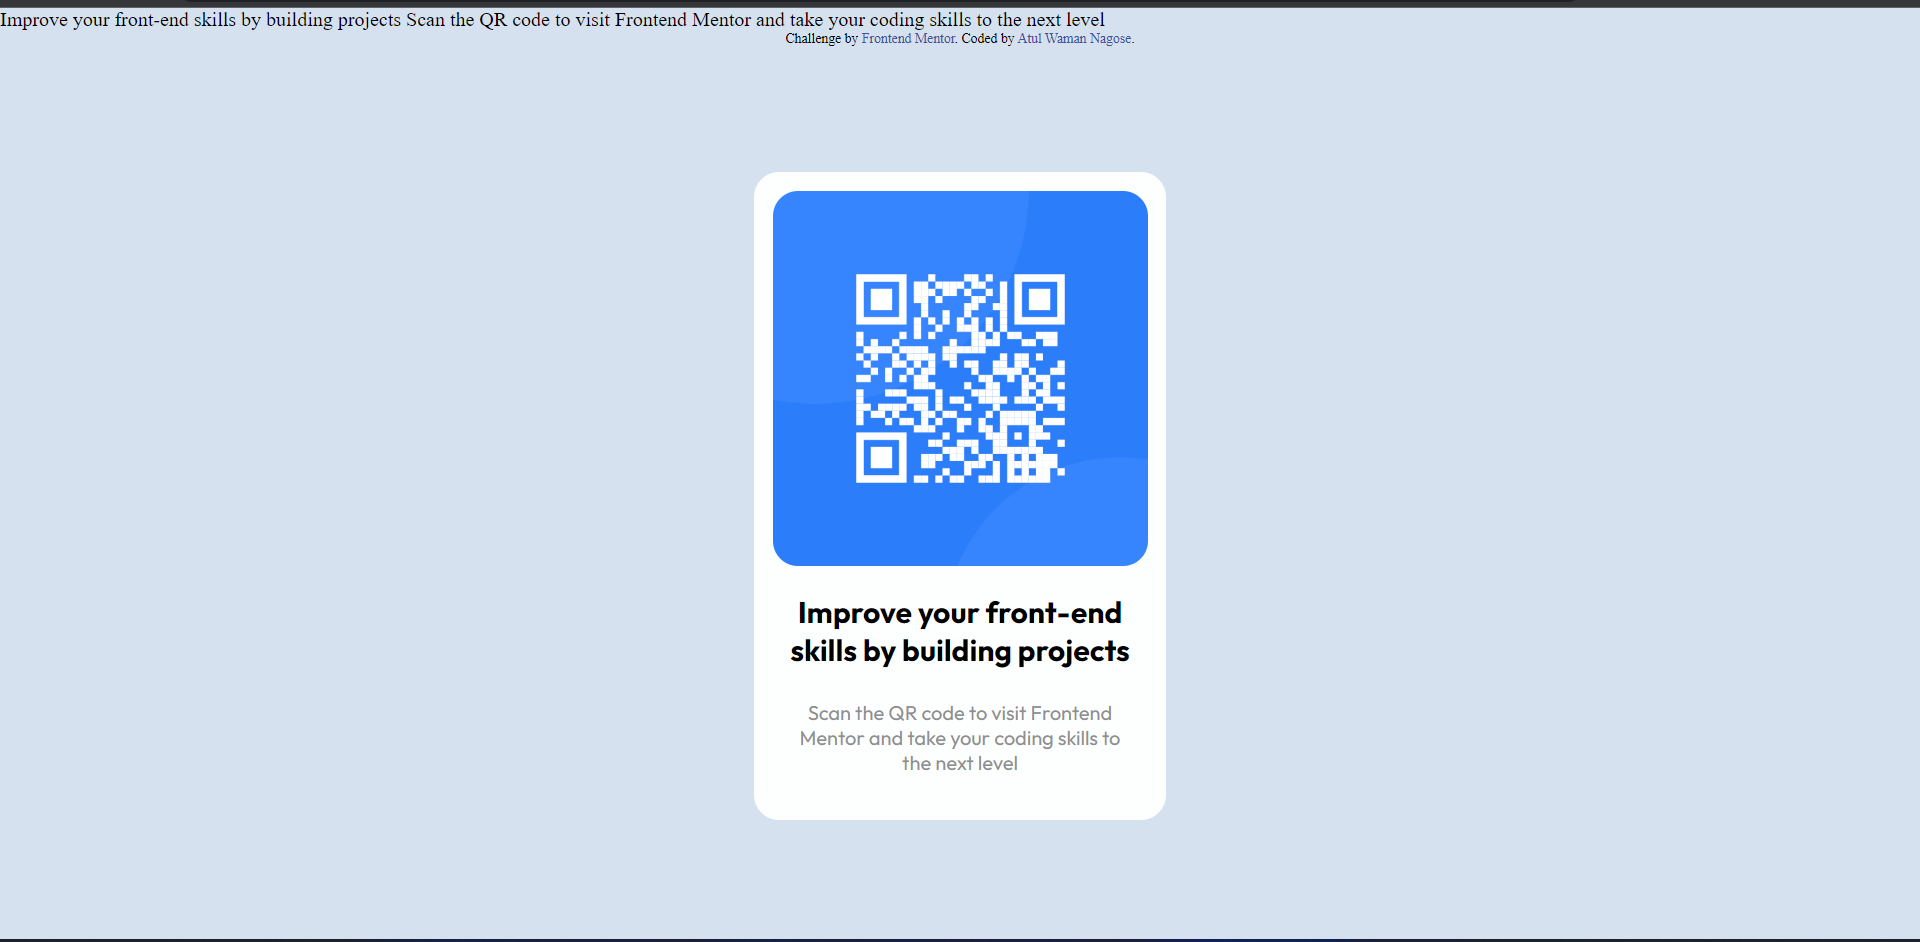 Improve your front-end skills by building projects Scan the QR code to visit Frontend Mentor and take your coding skills to the next level
Challenge by Frontend Mentor. Coded by Atul Waman Nagose.
Improve your front-end
skills by building projects
Scan the QR code to visit Frontend
Mentor and take your coding skills to
the next level